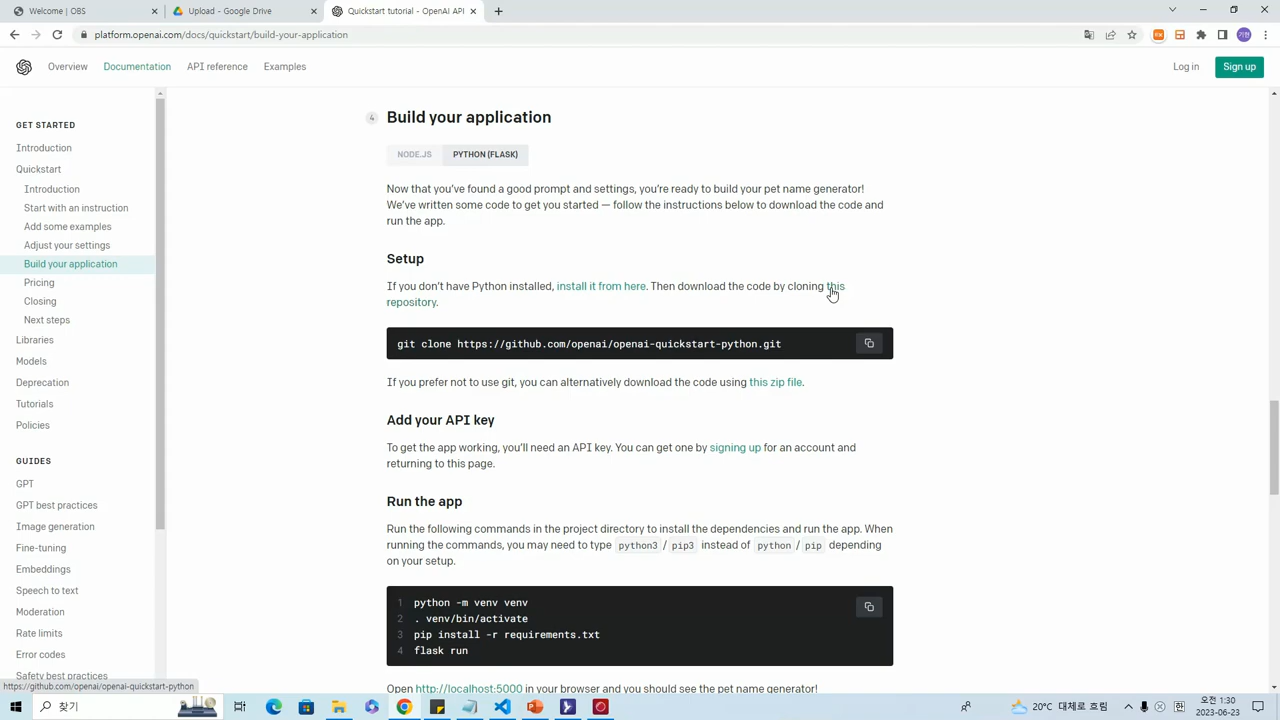 Welcome | OBS
Upload - Google Drive
Quickstart tutorial - OpenAI API
platform.openai.com/docs/quickstart/build-your-application
Overview
Documentation
API reference
Examples
Log in
Sign up
GET STARTED
Introduction
Quickstart
Introduction
Start with an instruction
Add some examples
Adjust your settings
Build your application
Pricing
Closing
Next steps
Libraries
Models
Deprecation
Tutorials
Policies
GUIDES
GPT
GPT best practices
Image generation
Fine-tuning
Embeddings
Speech to text
Moderation
Rate limits
Error codes
Safety best practices
4 Build your application
NODE.JS PYTHON (FLASK)
Now that you've found a good prompt and settings, you're ready to build your pet name generator!
We've written some code to get you started — follow the instructions below to download the code and
run the app.
Setup
If you don't have Python installed, install it from here. Then download the code by cloning this
repository.
git clone https://github.com/openai/openai-quickstart-python.git
If you prefer not to use git, you can alternatively download the code using this zip file.
Add your API key
To get the app working, you'll need an API key. You can get one by signing up for an account and
returning to this page.
Run the app
Run the following commands in the project directory to install the dependencies and run the app. When
running the commands, you may need to type python3 / pip3 instead of python / pip depending
on your setup.
1 python -m venv venv
2 . venv/bin/activate
3 pip install -r requirements.txt
4 flask run
Open http://localhost:5000 in your browser and you should see the pet name generator!
https://github.com/openai/openai-quickstart-python
찾기
20°C 대체로 흐림
오전 1:30
2023-06-23